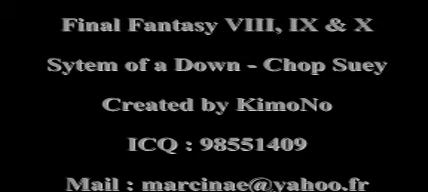 Final Fantasy VIII, IX & X
Sytem of a Down - Chop Suey
Created by KimoNo
ICQ : 98551409
Mail : marcinae@yahoo.fr